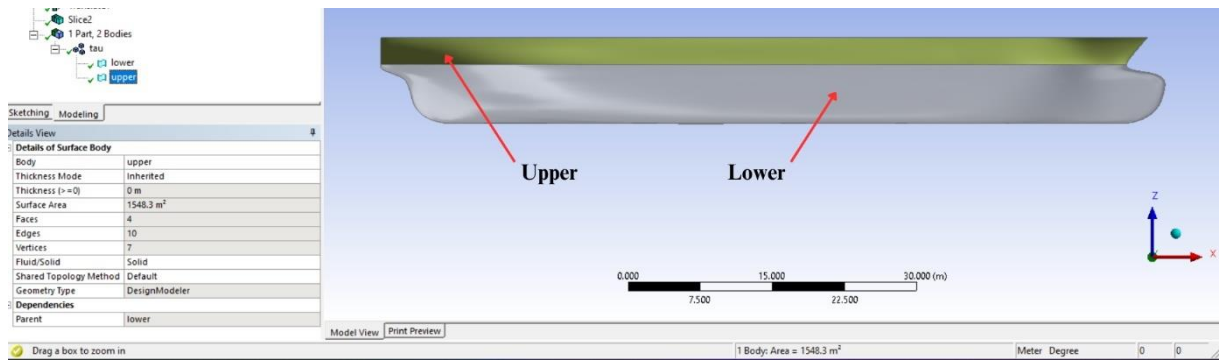 Slice2
1 Part, 2 Bodies
tau
lower
upper
Sketching Modeling
Details View
Details of Surface Body
Body upper
Thickness Mode Inherited
Thickness (>=0) 0 m
Surface Area 1548.3 m²
Faces 4
Edges 10
Vertices 7
Fluid/Solid Solid
Shared Topology Method Default
Geometry Type DesignModeler
Dependencies
Parent lower
Upper
Lower
Z
X
0.000 15.000 30.000 (m)
7.500 22.500
Model View Print Preview
Drag a box to zoom in 1 Body: Area = 1548.3 m² Meter Degree 0 0